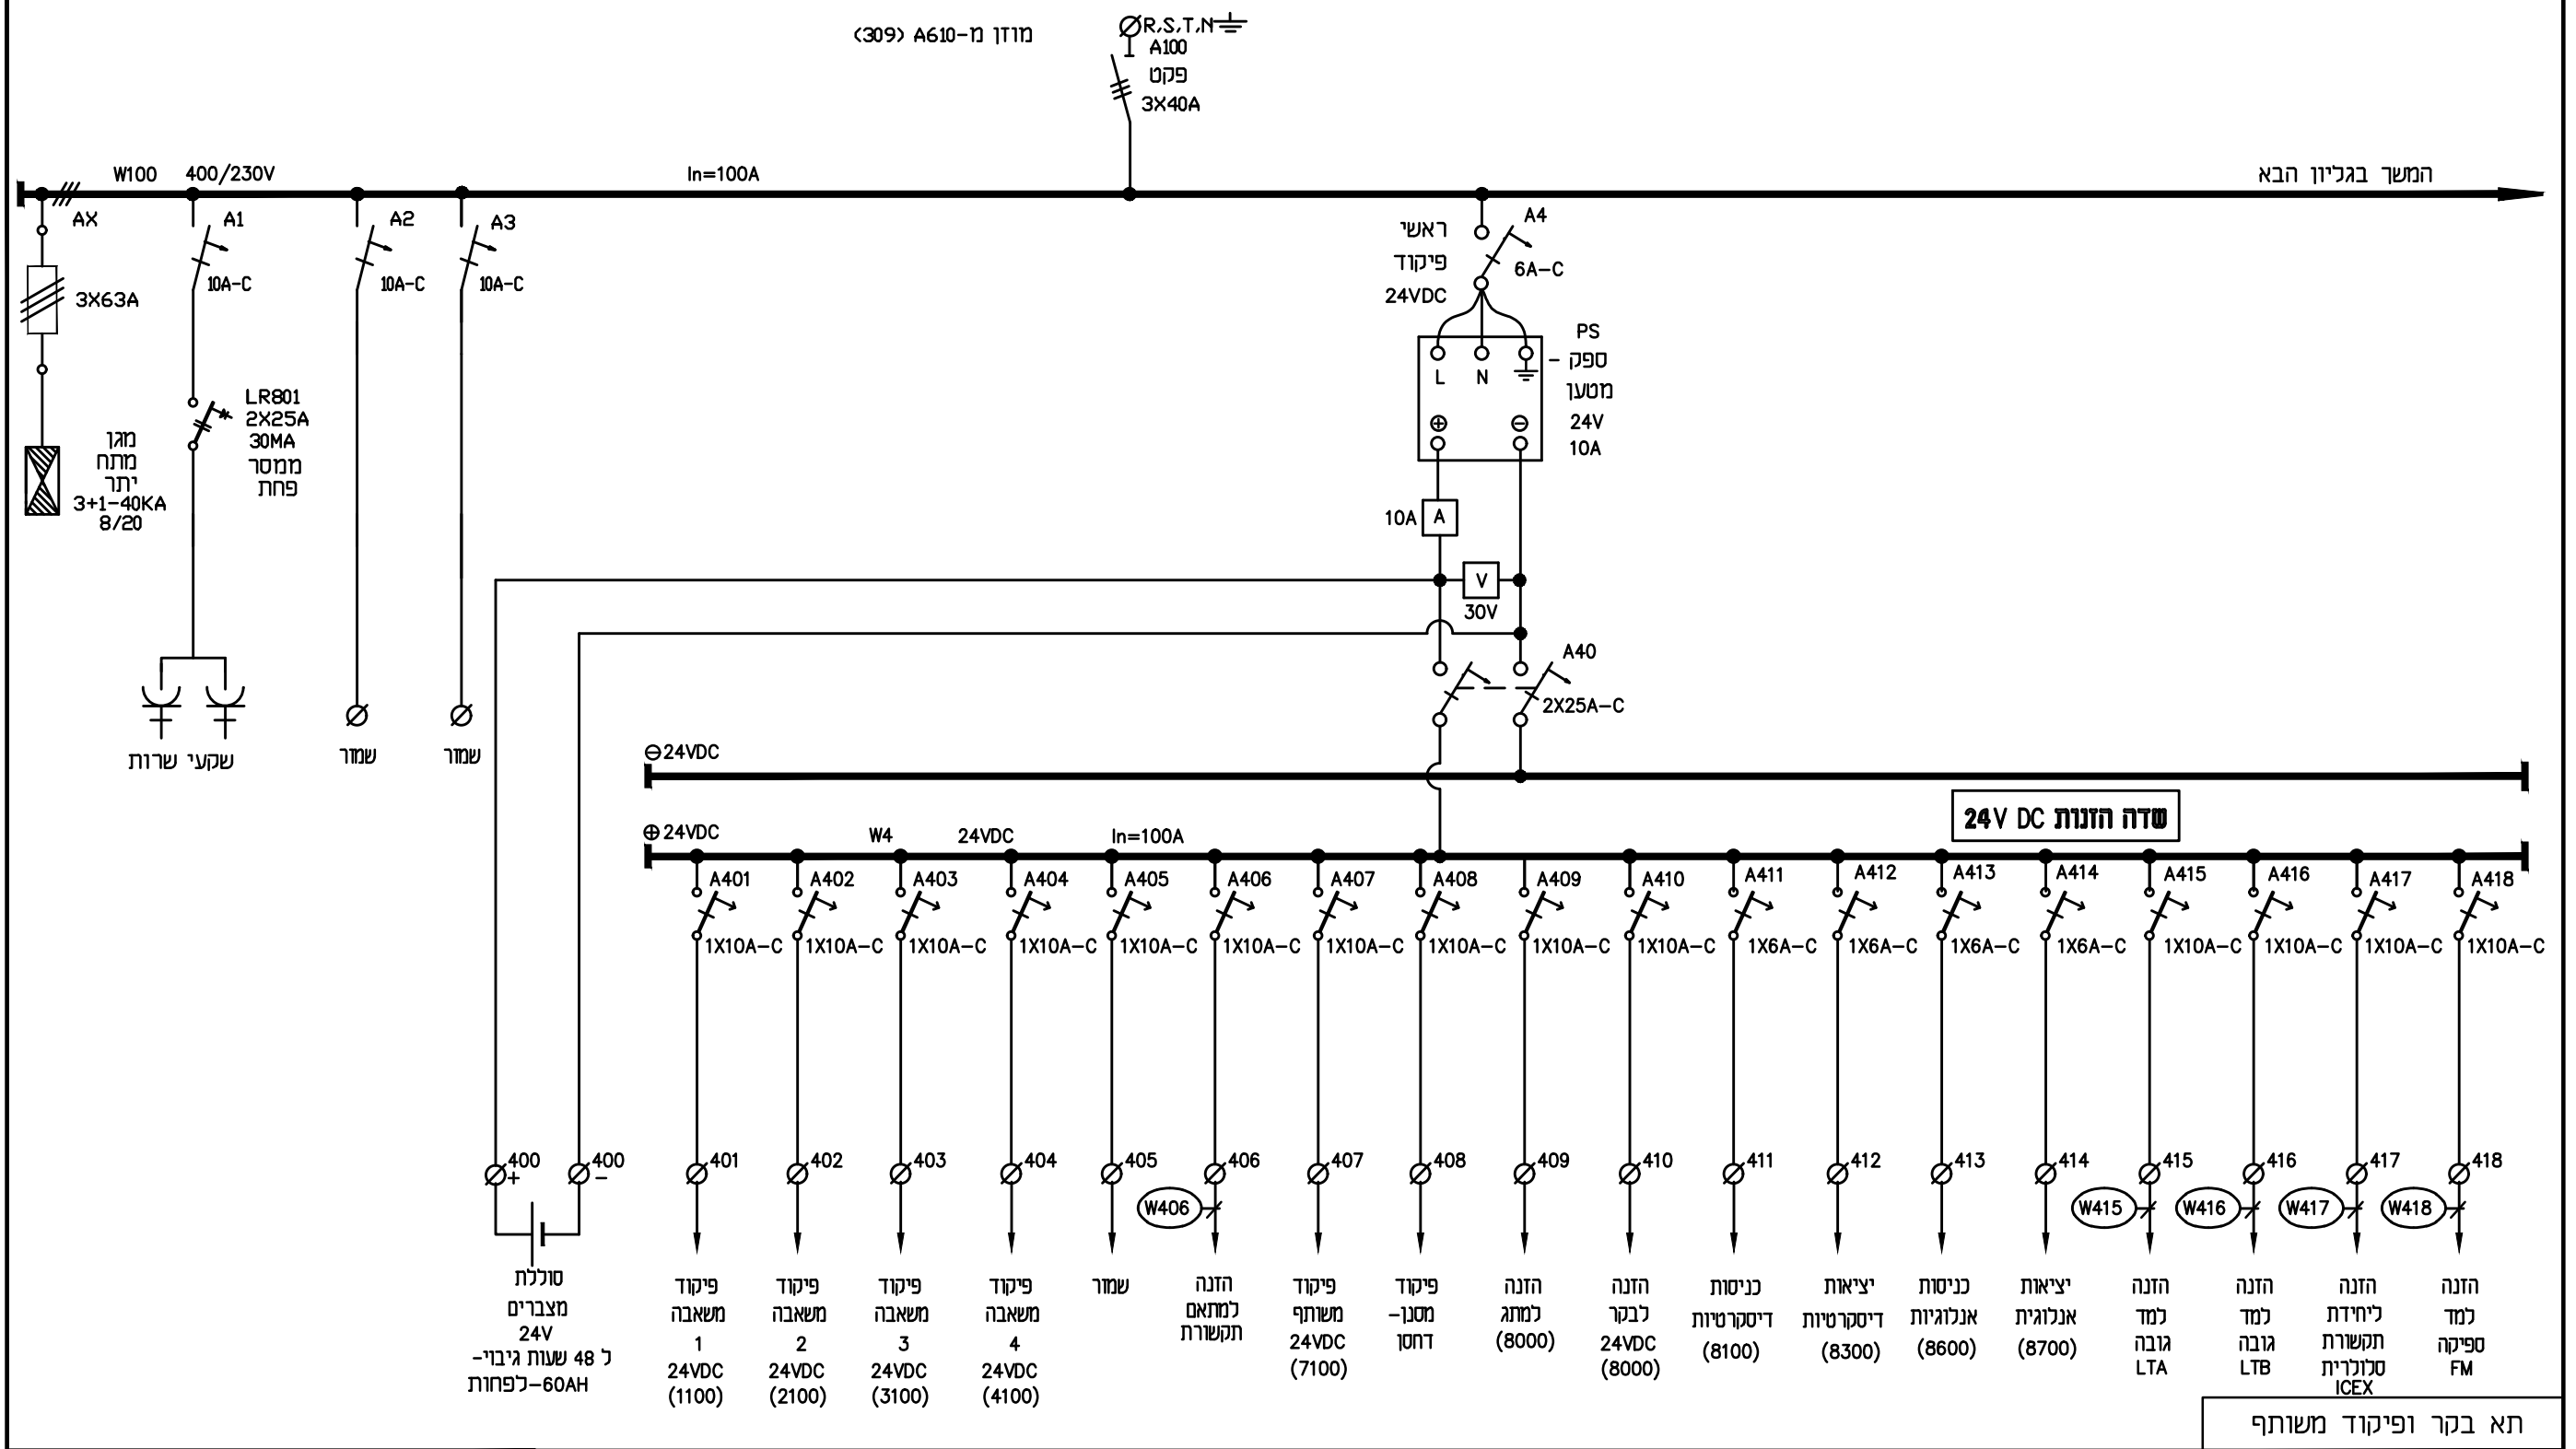 מוזן מ-A610 (309)
R,S,T,N
A100
פקט
3X40A
W100
400/230V
In=100A
המשך בגליון הבא
AX
3X63A
מגן
מתח
יתר
3+1-40KA
8/20
A1
10A-C
LR801
2X25A
30MA
ממסר
פחת
שקעי שרות
A2
10A-C
שמור
A3
10A-C
שמור
A4
6A-C
ראשי
פיקוד
24VDC
PS
ספק -
מטען
24V
10A
L
N
10A
A
V
30V
A40
2X25A-C
24VDC
שדה הזנות 24V DC
24VDC
W4
24VDC
In=100A
A401
A402
A403
A404
A405
A406
A407
A408
A409
A410
A411
A412
A413
A414
A415
A416
A417
A418
1X10A-C
1X10A-C
1X10A-C
1X10A-C
1X10A-C
1X10A-C
1X10A-C
1X10A-C
1X10A-C
1X10A-C
1X6A-C
1X6A-C
1X6A-C
1X6A-C
1X10A-C
1X10A-C
1X10A-C
1X10A-C
400
+
400
-
401
402
403
404
405
406
407
408
409
410
411
412
413
414
415
416
417
418
W406
W415
W416
W417
W418
סוללת
מצברים
24V
ל 48 שעות גיבוי-
לפחות-60AH
פיקוד
משאבה
1
24VDC
(1100)
פיקוד
משאבה
2
24VDC
(2100)
פיקוד
משאבה
3
24VDC
(3100)
פיקוד
משאבה
4
24VDC
(4100)
שמור
הזנה
למתאם
תקשורת
פיקוד
משותף
24VDC
(7100)
פיקוד
מסנן-
דחסן
הזנה
למתג
(8000)
הזנה
לבקר
24VDC
(8000)
כניסות
דיסקרטיות
(8100)
יציאות
דיסקרטיות
(8300)
כניסות
אנלוגיות
(8600)
יציאות
אנלוגית
(8700)
הזנה
למד
גובה
LTA
הזנה
למד
גובה
LTB
הזנה
ליחידת
תקשורת
סלולרית
ICEX
הזנה
למד
ספיקה
FM
תא בקר ופיקוד משותף